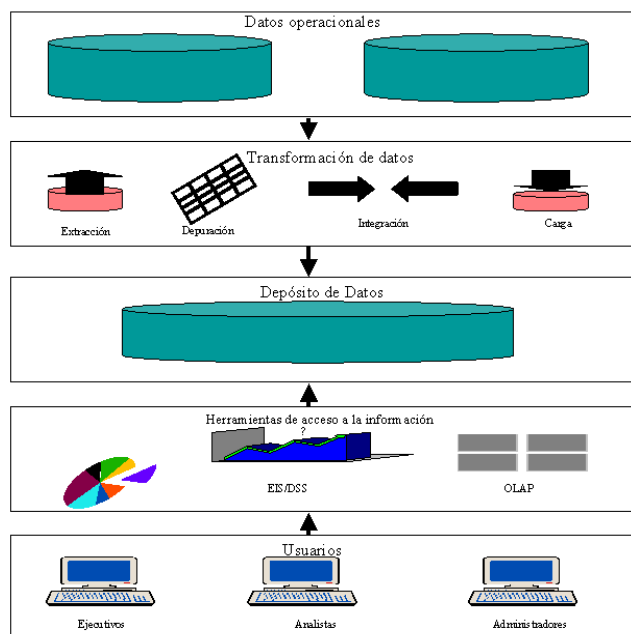 Datos operacionales
Transformación de datos
Extracción
Depuración
Integración
Carga
Depósito de Datos
Herramientas de acceso a la información
?
EIS/DSS
OLAP
Usuarios
Ejecutivos
Analistas
Administradores